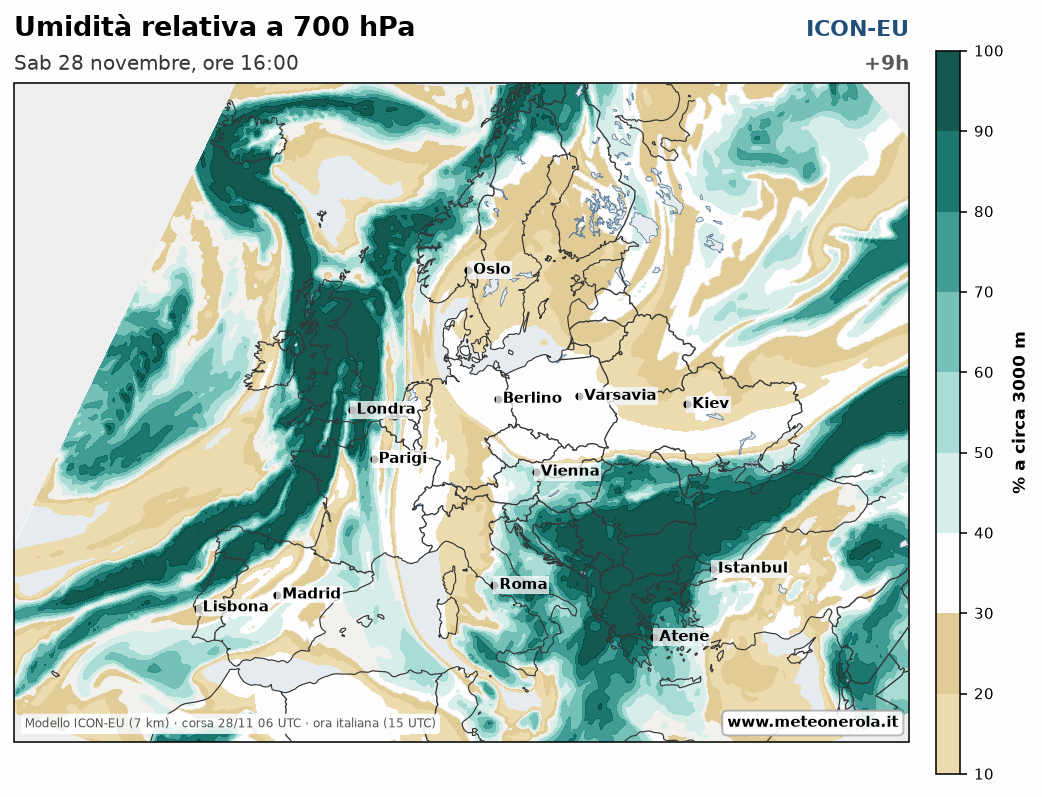 Umidità relativa a 700 hPa
ICON-EU
Sab 28 novembre, ore 16:00
+9h
100
90
80
70
60
50
40
30
20
10
% a circa 3000 m
Oslo
Berlino
Varsavia
Kiev
Londra
Parigi
Vienna
Istanbul
Roma
Madrid
Lisbona
Atene
Modello ICON-EU (7 km) · corsa 28/11 06 UTC · ora italiana (15 UTC)
www.meteonerola.it